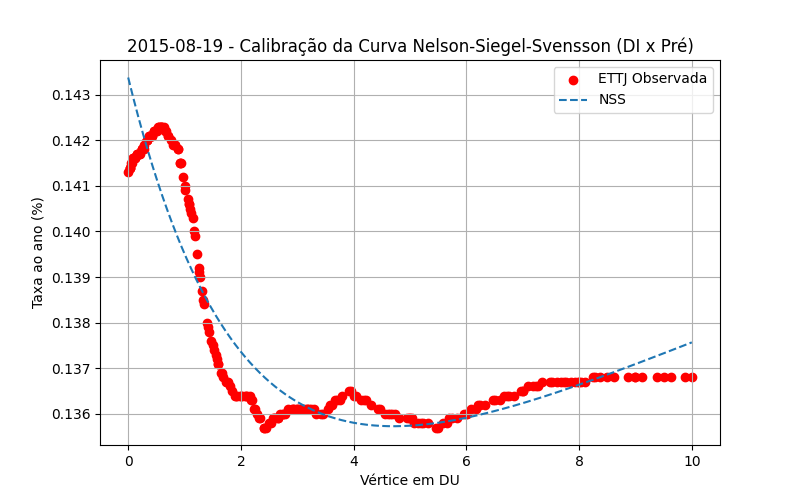 2015-08-19 - Calibração da Curva Nelson-Siegel-Svensson (DI x Pré)
ETTJ Observada
NSS
Taxa ao ano (%)
0.143
0.142
0.141
0.140
0.139
0.138
0.137
0.136
0 2 4 6 8 10
Vértice em DU